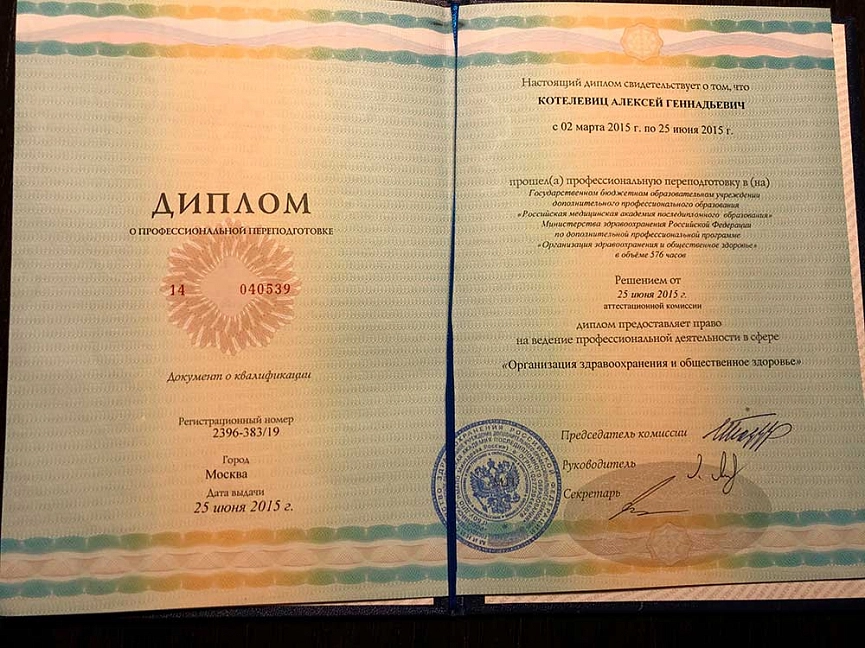 ДИПЛОМ
О ПРОФЕССИОНАЛЬНОЙ ПЕРЕПОДГОТОВКЕ
14 040539
Документ о квалификации
Регистрационный номер
2396-383/19
Город
Москва
Дата выдачи
25 июня 2015 г.
Настоящий диплом свидетельствует о том, что
КОТЕЛЕВИЦ АЛЕКСЕЙ ГЕННАДЬЕВИЧ
с 02 марта 2015 г. по 25 июня 2015 г.
прошел(а) профессиональную переподготовку в (на)
Государственном бюджетном образовательном учреждении
дополнительного профессионального образования
«Российская медицинская академия последипломного образования»
Министерства здравоохранения Российской Федерации
по дополнительной профессиональной программе
«Организация здравоохранения и общественное здоровье»
в объёме 576 часов
Решением от
25 июня 2015 г.
аттестационной комиссии
диплом предоставляет право
на ведение профессиональной деятельности в сфере
«Организация здравоохранения и общественное здоровье»
Председатель комиссии
Руководитель
Секретарь